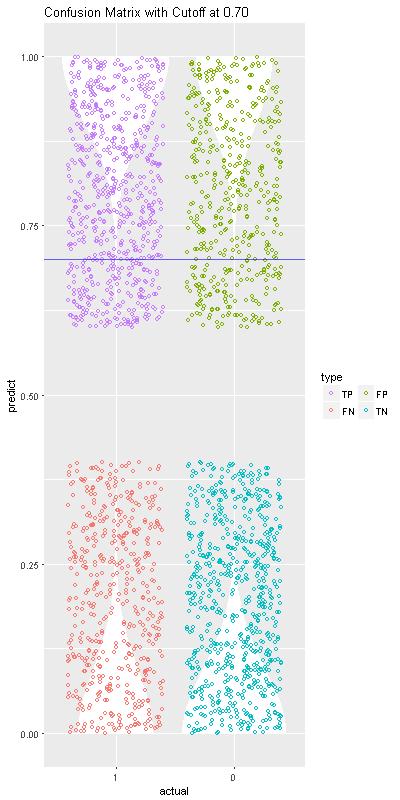 Confusion Matrix with Cutoff at 0.70
1.00
0.75
0.50
0.25
0.00
predict
1 0
actual
type
TP FP
FN TN